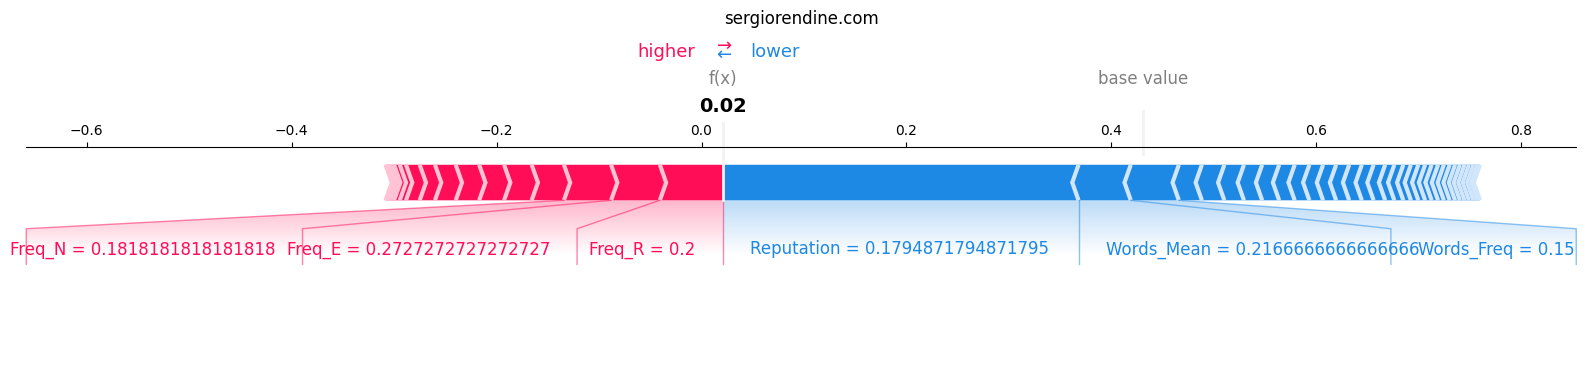 sergiorendine.com
higher → ← lower
f(x) base value
0.02
−0.6 −0.4 −0.2 0.0 0.2 0.4 0.6 0.8
Freq_N = 0.1818181818181818 Freq_E = 0.2727272727272727 Freq_R = 0.2 Reputation = 0.1794871794871795 Words_Mean = 0.2166666666666666 Words_Freq = 0.15